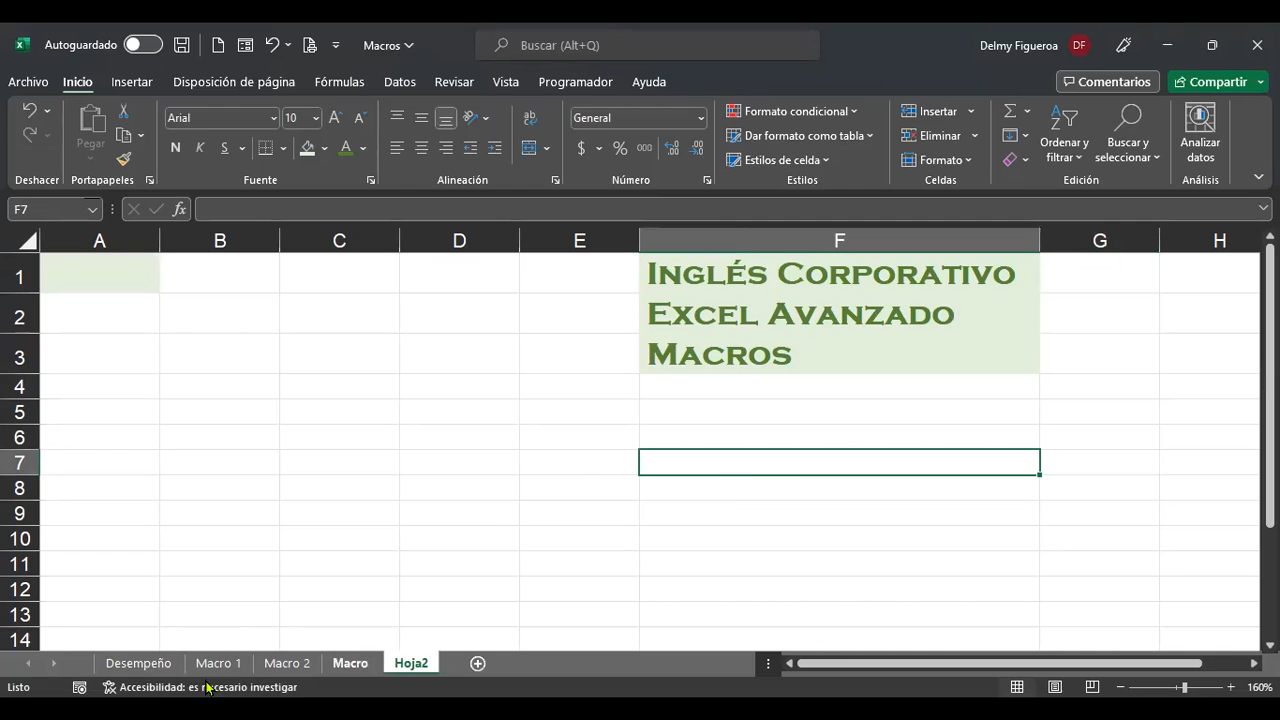 Autoguardado
Macros
Buscar (Alt+Q)
Delmy Figueroa
DF
Archivo Inicio Insertar Disposición de página Fórmulas Datos Revisar Vista Programador Ayuda
Comentarios
Compartir
Pegar
Arial
10
N K S
A
ab
General
$ % 000
Formato condicional
Dar formato como tabla
Estilos de celda
Insertar
Eliminar
Formato
Ordenar y filtrar
Buscar y seleccionar
Analizar datos
Deshacer Portapapeles Fuente Alineación Número Estilos Celdas Edición Análisis
F7
fx
A B C D E F G H
1 Inglés Corporativo
2 Excel Avanzado
3 Macros
4
5
6
7
8
9
10
11
12
13
14
Desempeño Macro 1 Macro 2 Macro Hoja2
Listo
Accesibilidad: es necesario investigar
160%